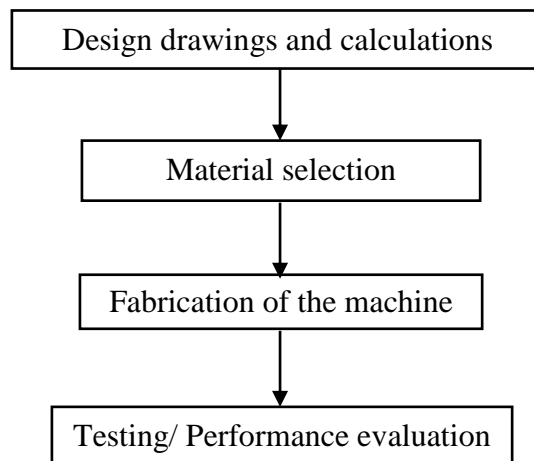 Design drawings and calculations
Material selection
Fabrication of the machine
Testing/ Performance evaluation